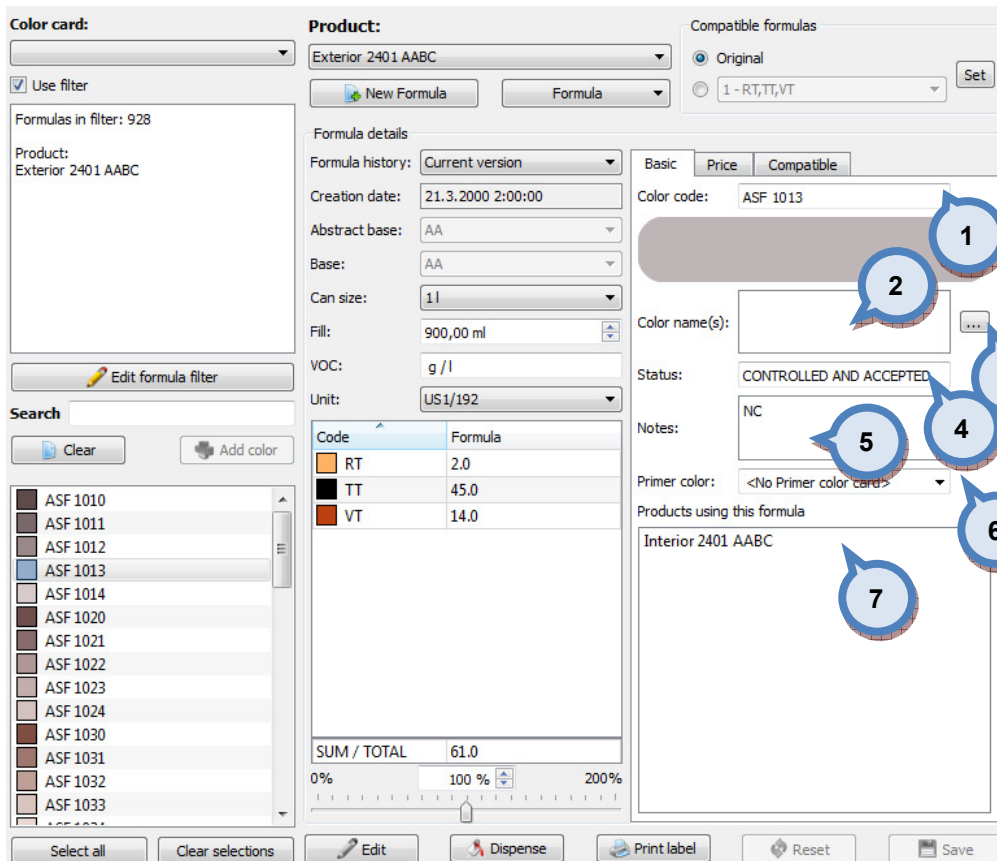 Color card:
Use filter
Formulas in filter: 928
Product:
Exterior 2401 AABC
Edit formula filter
Search
Clear
Add color
ASF 1010
ASF 1011
ASF 1012
ASF 1013
ASF 1014
ASF 1020
ASF 1021
ASF 1022
ASF 1023
ASF 1024
ASF 1030
ASF 1031
ASF 1032
ASF 1033
Select all
Clear selections
Product:
Exterior 2401 AABC
New Formula
Formula
Compatible formulas
Original
1 - RT,TT,VT
Set
Formula details
Formula history: Current version
Creation date: 21.3.2000 2:00:00
Abstract base: AA
Base: AA
Can size: 1 l
Fill: 900,00 ml
VOC: g / l
Unit: US1/192
Code Formula
RT 2.0
TT 45.0
VT 14.0
SUM / TOTAL 61.0
0% 100 % 200%
Basic Price Compatible
Color code: ASF 1013
1
2
Color name(s):
...
Status: CONTROLLED AND ACCEPTED
4
Notes: NC
5
Primer color: <No Primer color card>
6
Products using this formula
Interior 2401 AABC
7
Edit
Dispense
Print label
Reset
Save